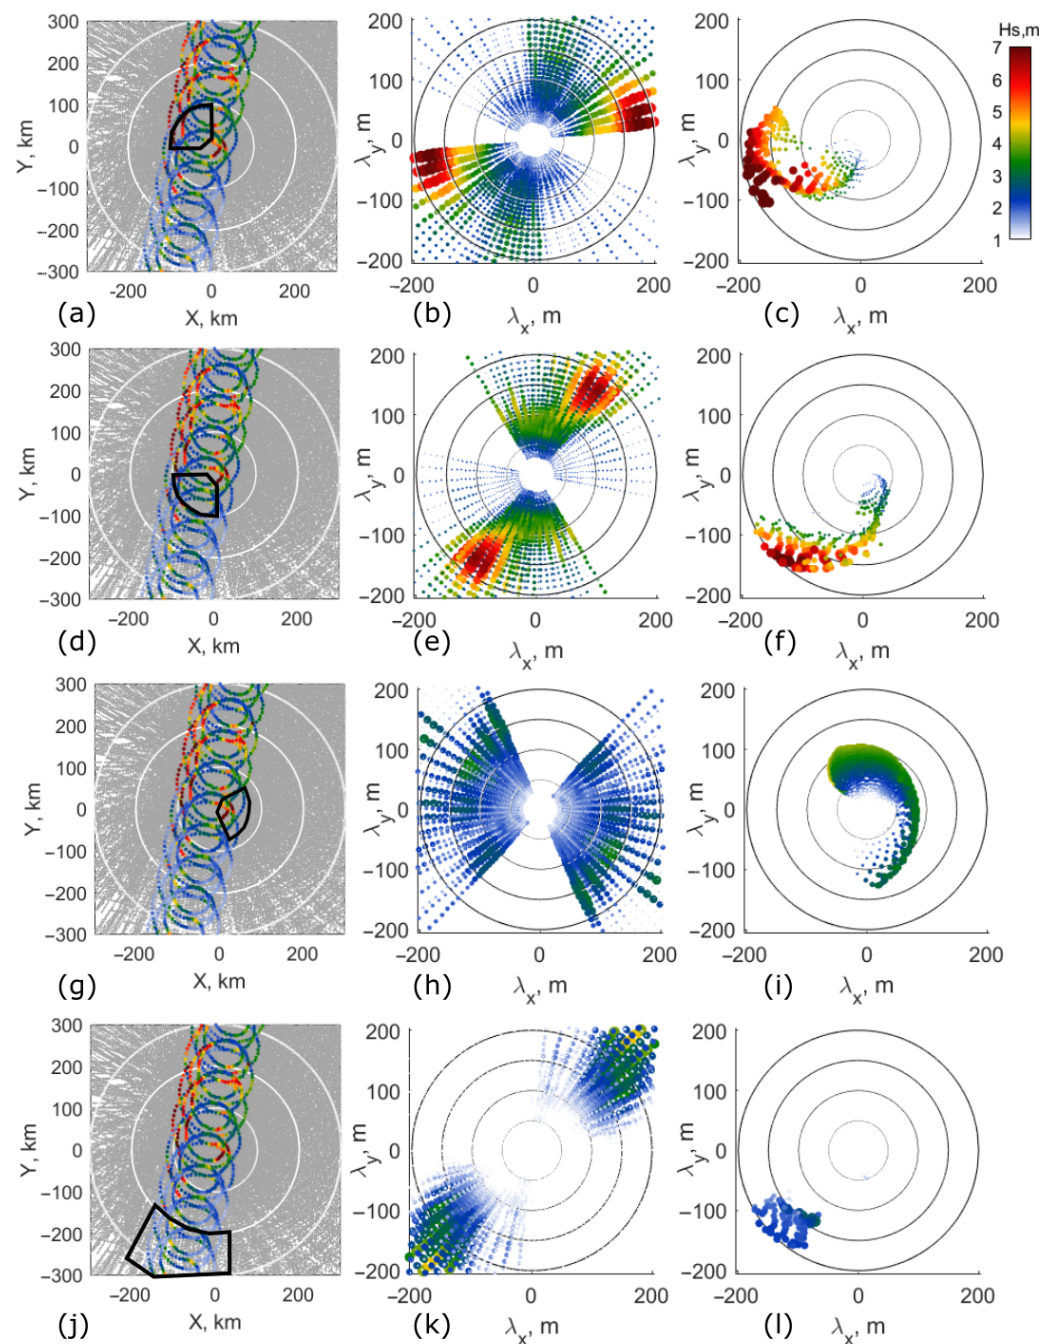 300
200
100
0
−100
−200
−300
Y, km
−200 0 200
X, km
(a)
200
100
0
−100
−200
λy, m
−200 0 200
λx, m
(b)
200
100
0
−100
−200
λy, m
−200 0 200
λx, m
(c)
Hs,m
7
6
5
4
3
2
1
300
200
100
0
−100
−200
−300
Y, km
−200 0 200
X, km
(d)
200
100
0
−100
−200
λy, m
−200 0 200
λx, m
(e)
200
100
0
−100
−200
λy, m
−200 0 200
λx, m
(f)
300
200
100
0
−100
−200
−300
Y, km
−200 0 200
X, km
(g)
200
100
0
−100
−200
λy, m
−200 0 200
λx, m
(h)
200
100
0
−100
−200
λy, m
−200 0 200
λx, m
(i)
300
200
100
0
−100
−200
−300
Y, km
−200 0 200
X, km
(j)
200
100
0
−100
−200
λy, m
−200 0 200
λx, m
(k)
200
100
0
−100
−200
λy, m
−200 0 200
λx, m
(l)